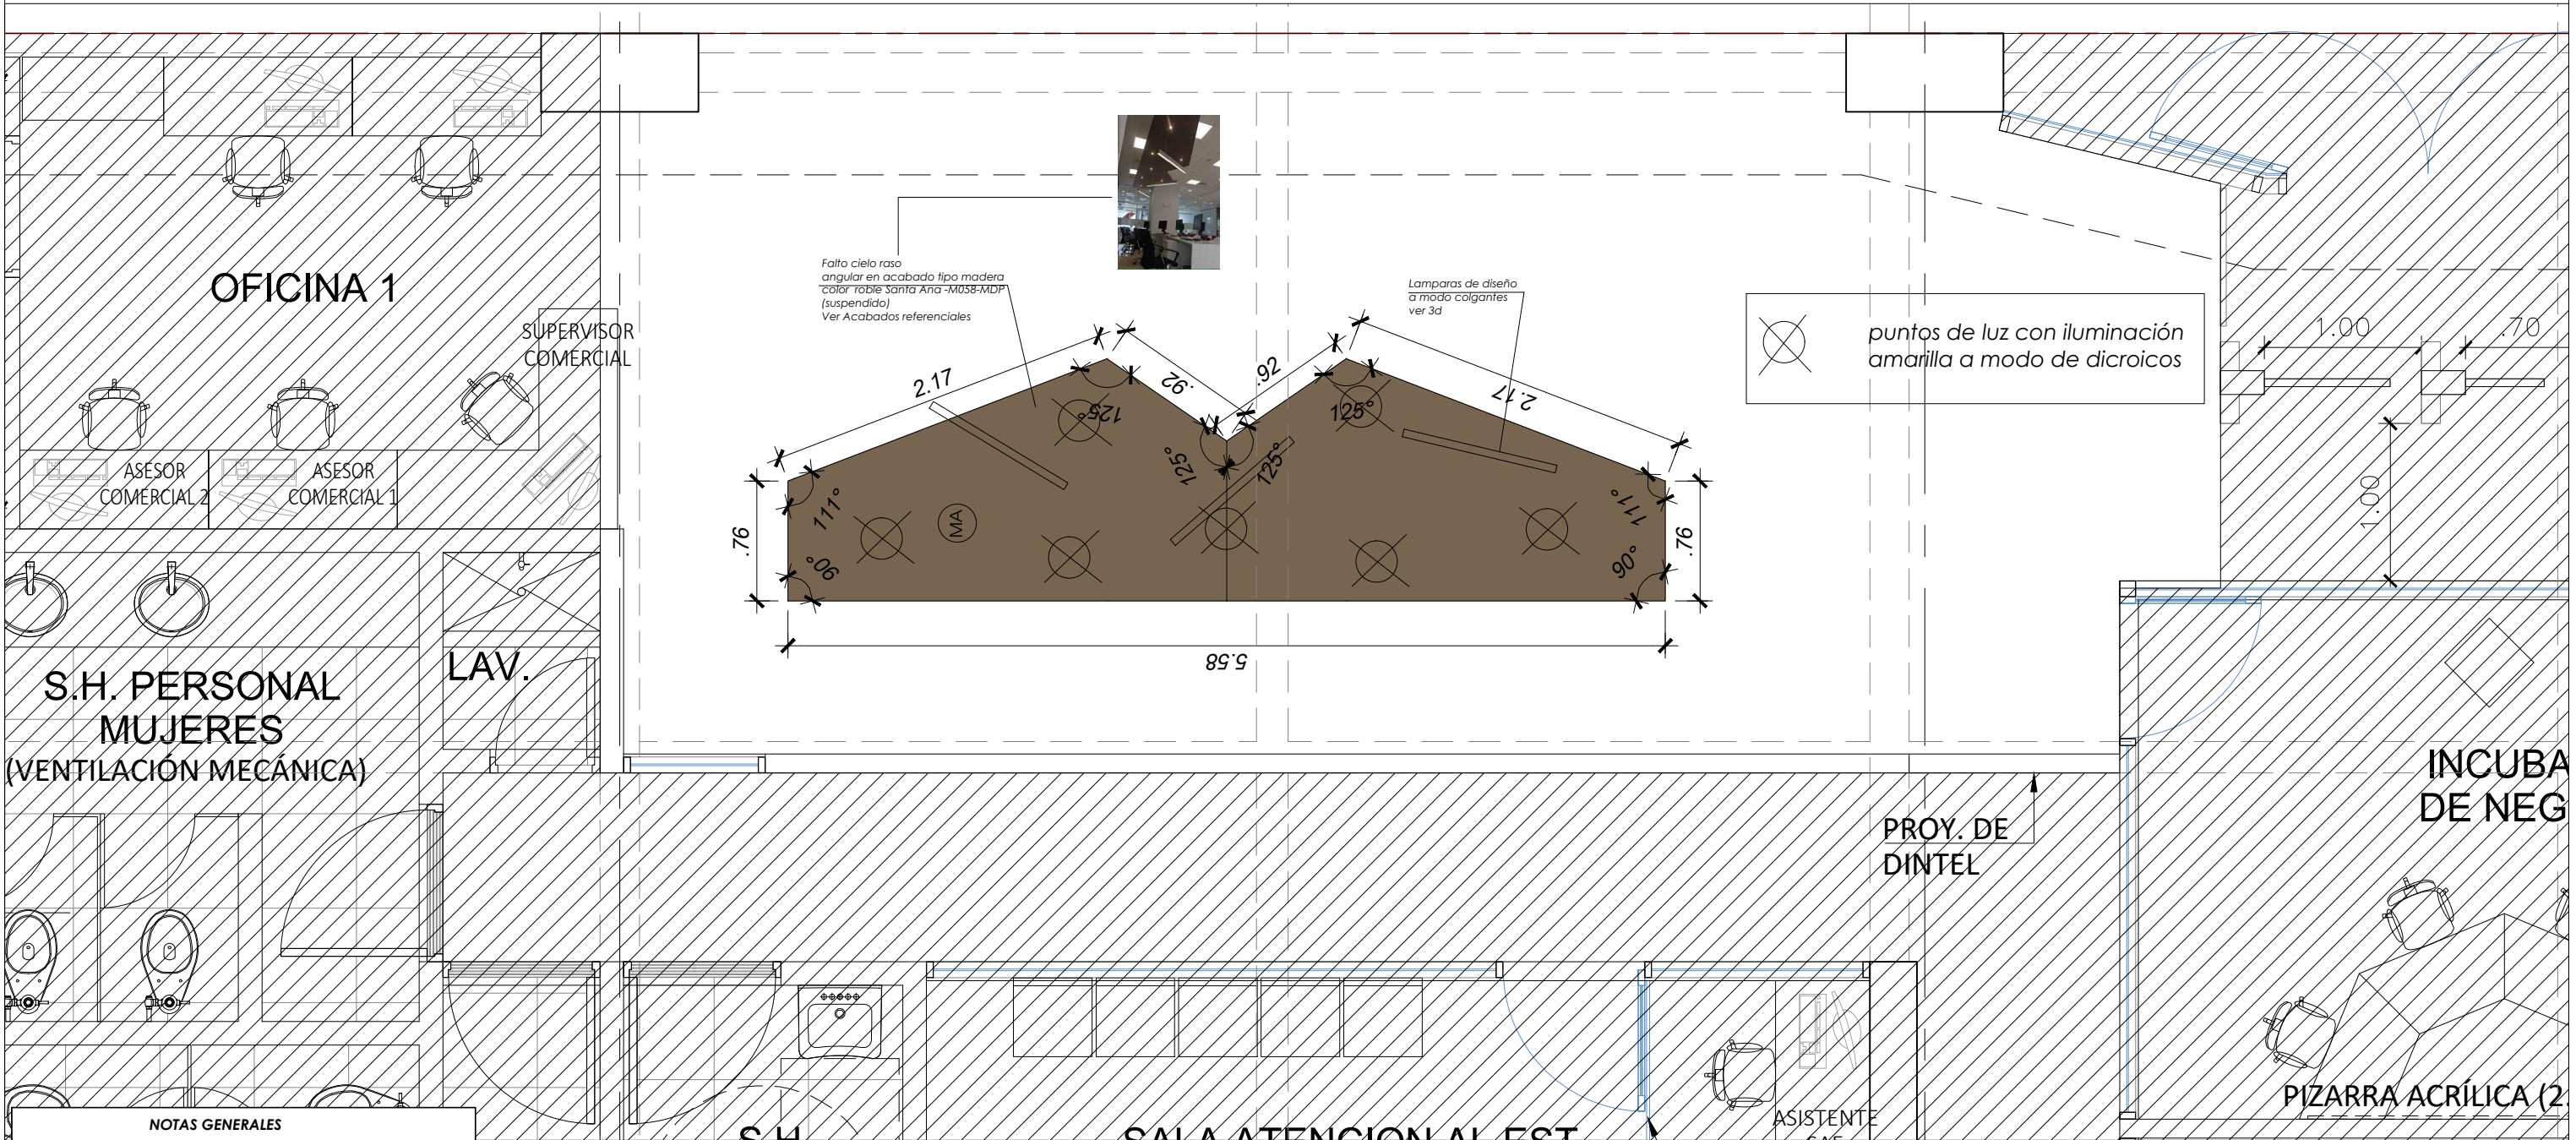 OFICINA 1
SUPERVISOR
COMERCIAL
ASESOR
COMERCIAL 2
ASESOR
COMERCIAL 1
Falto cielo raso
angular en acabado tipo madera
color roble Santa Ana -M058-MDP
(suspendido)
Ver Acabados referenciales
Lamparas de diseño
a modo colgantes
ver 3d
puntos de luz con iluminación
amarilla a modo de dicroicos
1.00
.70
1.00
2.17
.92
.92
2.17
125°
125°
125°
125°
111°
111°
.76
.76
90°
90°
MA
5.58
S.H. PERSONAL
MUJERES
(VENTILACIÓN MECÁNICA)
LAV.
PROY. DE
DINTEL
INCUBA
DE NEG
PIZARRA ACRÍLICA (2.
ASISTENTE
NOTAS GENERALES
S.H.
SALA ATENCION AL EST